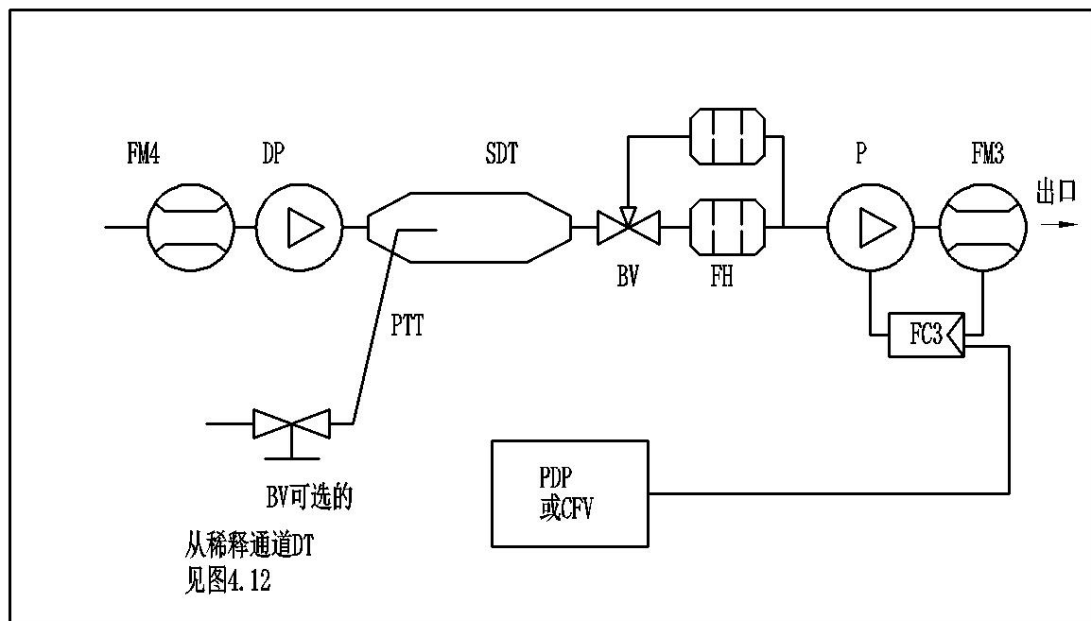 FM4
DP
SDT
P
FM3
出口
BV
FH
PTT
FC3
BV可选的
PDP
或CFV
从稀释通道DT
见图4.12